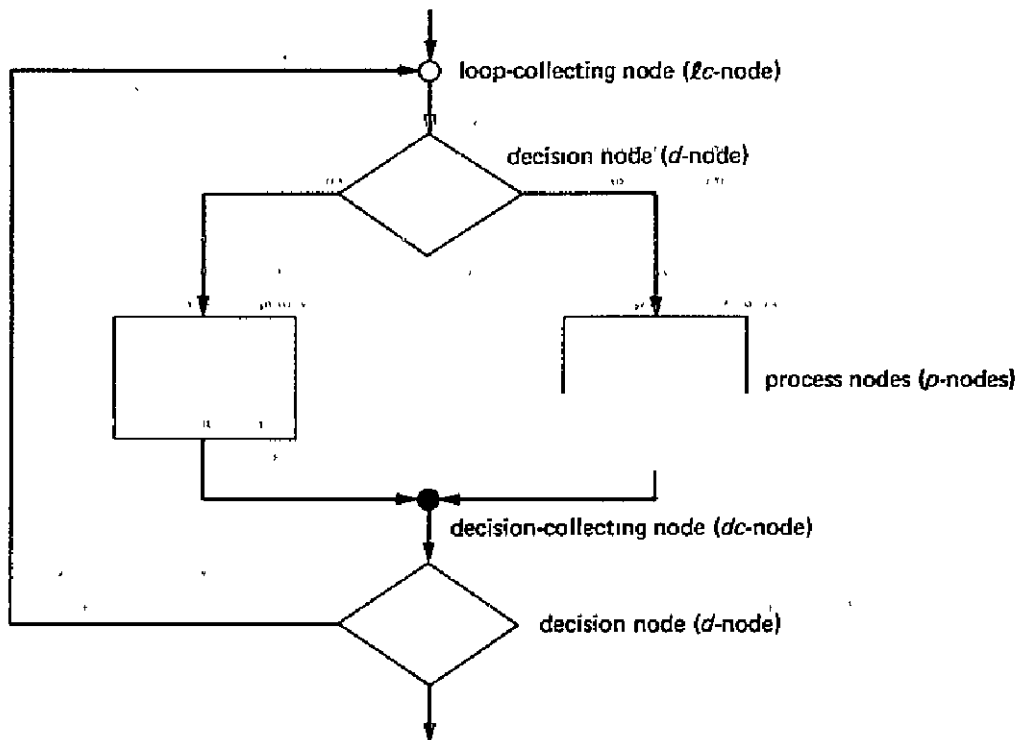 loop-collecting node (ℓc-node)
decision node (d-node)
process nodes (p-nodes)
decision-collecting node (dc-node)
decision node (d-node)